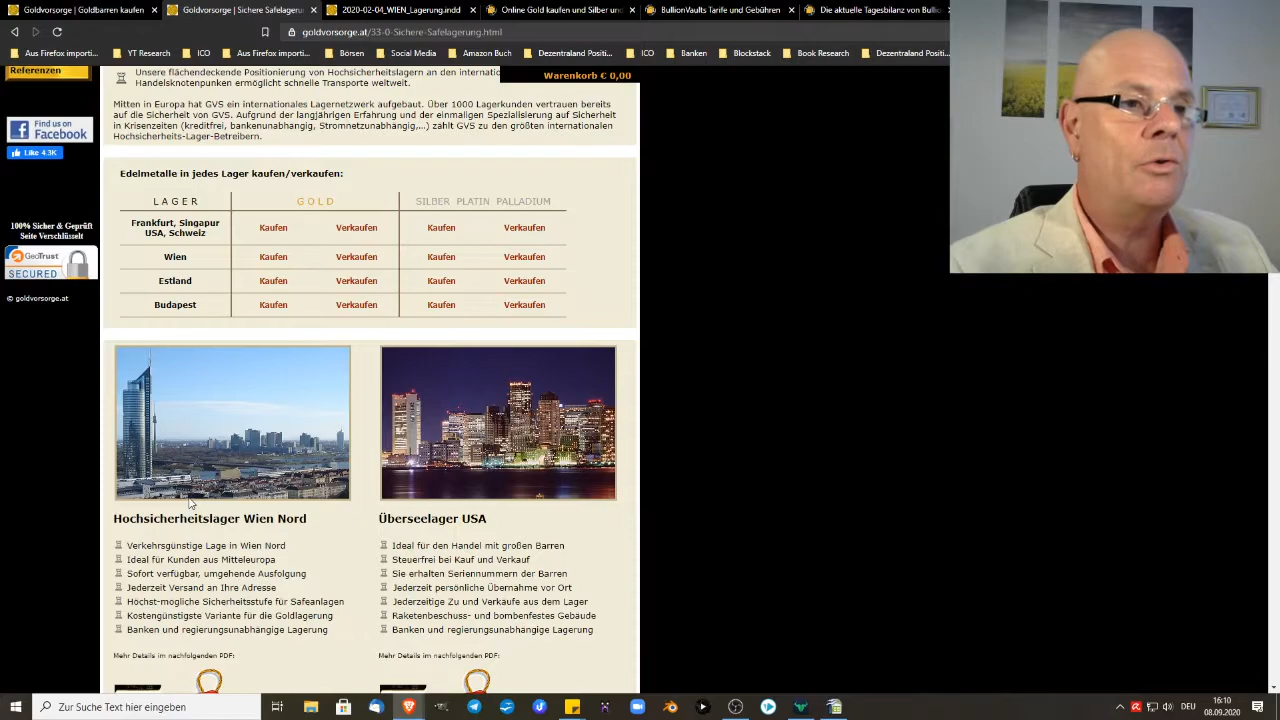 Goldvorsorge | Goldbarren kaufen
Goldvorsorge | Sichere Safelagerun
2020-02-04_WIEN_Lagerung.indd
Online Gold kaufen und Silber und
BullionVaults Tarife und Gebühren
Die aktuelle Tagesbilanz von Bullio
goldvorsorge.at/33-0-Sichere-Safelagerung.html
Aus Firefox importi...
YT Research
ICO
Aus Firefox importi...
Börsen
Social Media
Amazon Buch
Dezentraland Positi...
ICO
Banken
Blockstack
Book Research
Dezentraland Positi...
Referenzen
Find us on
Facebook
Like 4.3K
100% Sicher & Geprüft
Seite Verschlüsselt
GeoTrust
SECURED
© goldvorsorge.at
Warenkorb € 0,00
Unsere flächendeckende Positionierung von Hochsicherheitslagern an den internatio
Handelsknotenpunken ermöglicht schnelle Transporte weltweit.
Mitten in Europa hat GVS ein internationales Lagernetzwerk aufgebaut. Über 1000 Lagerkunden vertrauen bereits
auf die Sicherheit von GVS. Aufgrund der langjährigen Erfahrung und der einmaligen Spezialisierung auf Sicherheit
in Krisenzeiten (kreditfrei, bankenunabhängig, Stromnetzunabhängig,...) zählt GVS zu den größten internationalen
Hochsicherheits-Lager-Betreibern.
Edelmetalle in jedes Lager kaufen/verkaufen:
LAGER GOLD SILBER PLATIN PALLADIUM
Frankfurt, Singapur
USA, Schweiz
Kaufen Verkaufen Kaufen Verkaufen
Wien Kaufen Verkaufen Kaufen Verkaufen
Estland Kaufen Verkaufen Kaufen Verkaufen
Budapest Kaufen Verkaufen Kaufen Verkaufen
Hochsicherheitslager Wien Nord
Verkehrsgünstige Lage in Wien Nord
Ideal für Kunden aus Mitteleuropa
Sofort verfügbar, umgehende Ausfolgung
Jederzeit Versand an Ihre Adresse
Höchst-mögliche Sicherheitsstufe für Safeanlagen
Kostengünstigste Variante für die Goldlagerung
Banken und regierungsunabhängige Lagerung
Mehr Details im nachfolgenden PDF:
Überseelager USA
Ideal für den Handel mit großen Barren
Steuerfrei bei Kauf und Verkauf
Sie erhalten Seriennummern der Barren
Jederzeit persönliche Übernahme vor Ort
Jederzeitige Zu und Verkäufe aus dem Lager
Raketenbeschuss- und bombenfestes Gebäude
Banken und regierungsunabhängige Lagerung
Mehr Details im nachfolgenden PDF:
Zur Suche Text hier eingeben
DEU
16:10
08.09.2020